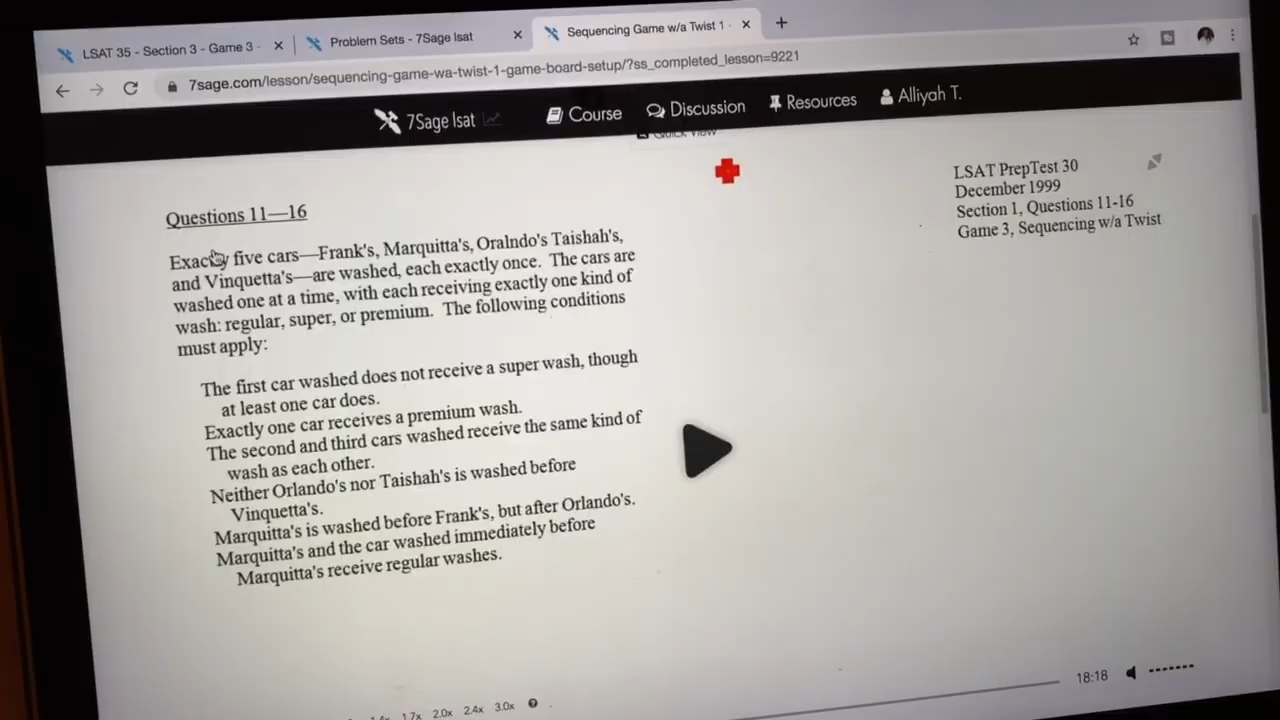 LSAT 35 - Section 3 - Game 3 -
Problem Sets - 7Sage lsat
Sequencing Game w/a Twist 1 -
7sage.com/lesson/sequencing-game-wa-twist-1-game-board-setup/?ss_completed_lesson=9221
7Sage lsat Course Discussion Resources Alliyah T.
Quick View
LSAT PrepTest 30
December 1999
Section 1, Questions 11-16
Game 3, Sequencing w/a Twist
Questions 11—16
Exactly five cars—Frank's, Marquitta's, Oralndo's Taishah's,
and Vinquetta's—are washed, each exactly once. The cars are
washed one at a time, with each receiving exactly one kind of
wash: regular, super, or premium. The following conditions
must apply:
The first car washed does not receive a super wash, though
at least one car does.
Exactly one car receives a premium wash.
The second and third cars washed receive the same kind of
wash as each other.
Neither Orlando's nor Taishah's is washed before
Vinquetta's.
Marquitta's is washed before Frank's, but after Orlando's.
Marquitta's and the car washed immediately before
Marquitta's receive regular washes.
1.7x 2.0x 2.4x 3.0x
18:18